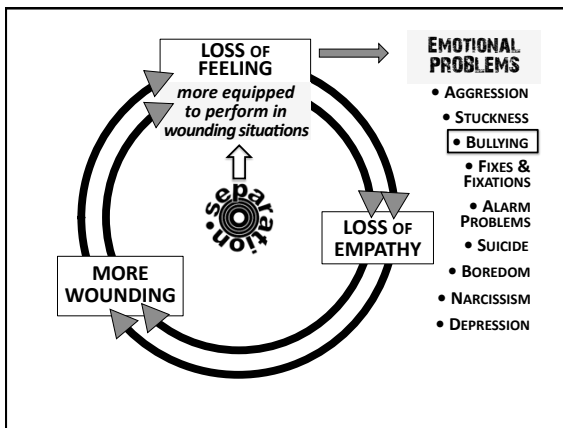 LOSS OF
FEELING
more equipped
to perform in
wounding situations
separation
LOSS OF
EMPATHY
MORE
WOUNDING
EMOTIONAL
PROBLEMS
• AGGRESSION
• STUCKNESS
• BULLYING
• FIXES &
FIXATIONS
• ALARM
PROBLEMS
• SUICIDE
• BOREDOM
• NARCISSISM
• DEPRESSION